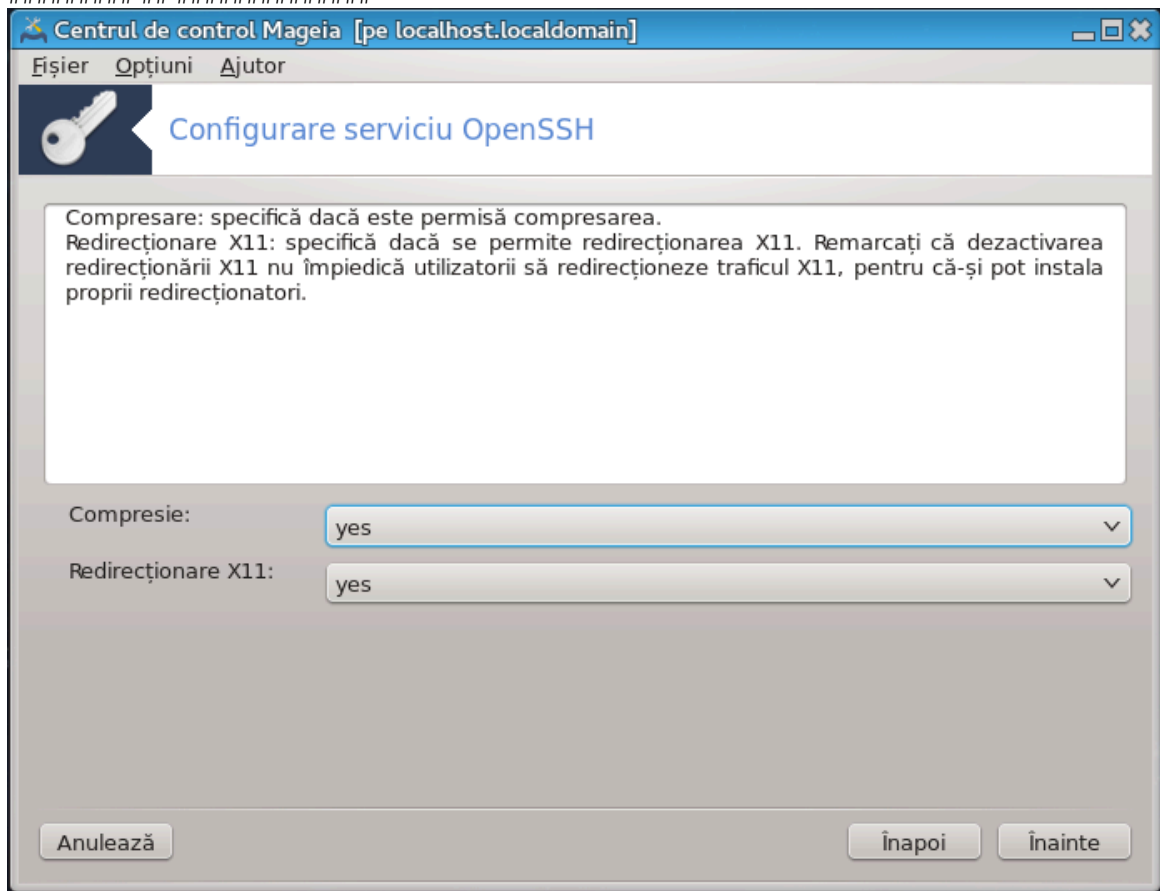 Centrul de control Mageia [pe localhost.localdomain]
Fișier Opțiuni Ajutor
Configurare serviciu OpenSSH
Compresare: specifică dacă este permisă compresarea.
Redirecționare X11: specifică dacă se permite redirecționarea X11. Remarcați că dezactivarea
redirecționării X11 nu împiedică utilizatorii să redirecționeze traficul X11, pentru că-și pot instala
proprii redirecționatori.
Compresie:
yes
Redirecționare X11:
yes
Anulează
Înapoi
Înainte